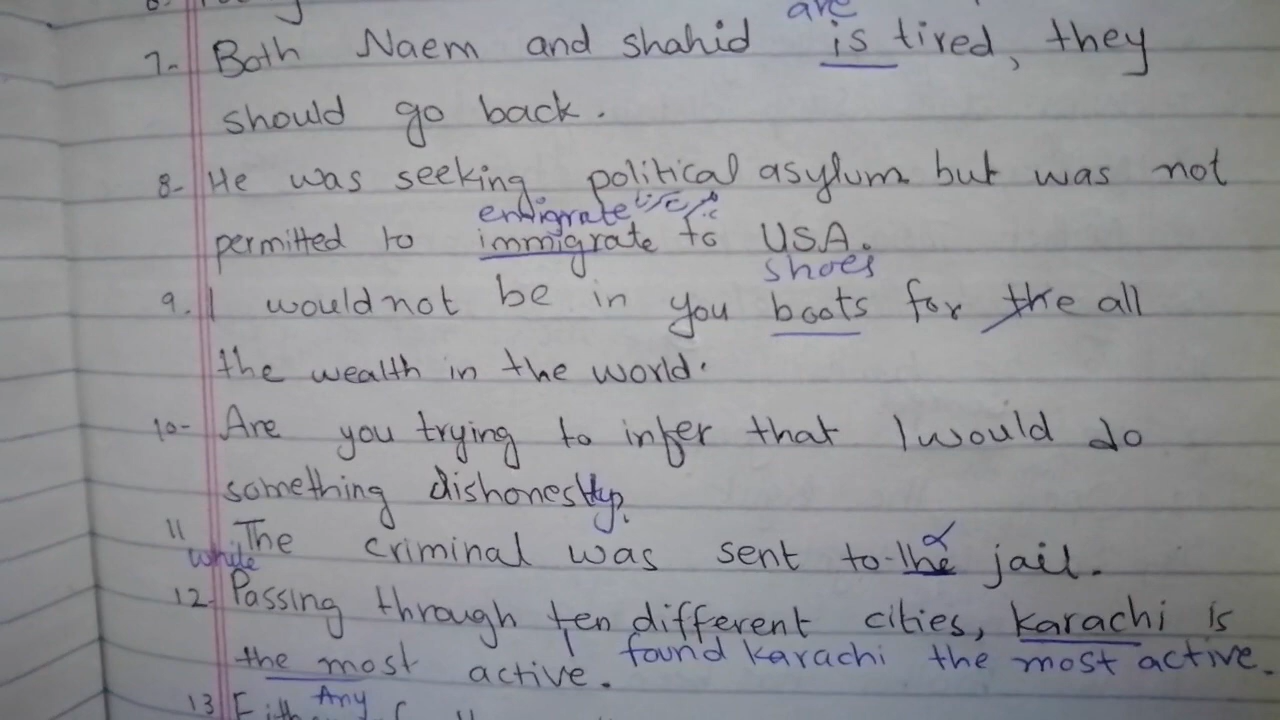 are
7- Both Naem and shahid is tired, they
should go back.
8- He was seeking political asylum but was not
emigrate
permitted to immigrate to USA.
shoes
9. I would not be in you boots for the all
the wealth in the world.
10- Are you trying to infer that I would do
something dishonestly?
11 The criminal was sent to the jail.
while
12- Passing through ten different cities, karachi is
the most active. I found Karachi the most active.
Any
13